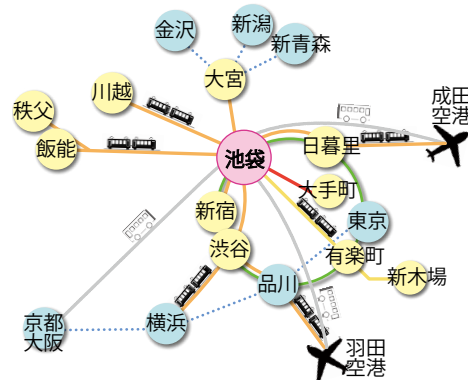 金沢
新潟
新青森
大宮
川越
秩父
飯能
成田
空港
池袋
日暮里
大手町
新宿
東京
渋谷
有楽町
新木場
品川
京都
大阪
横浜
羽田
空港